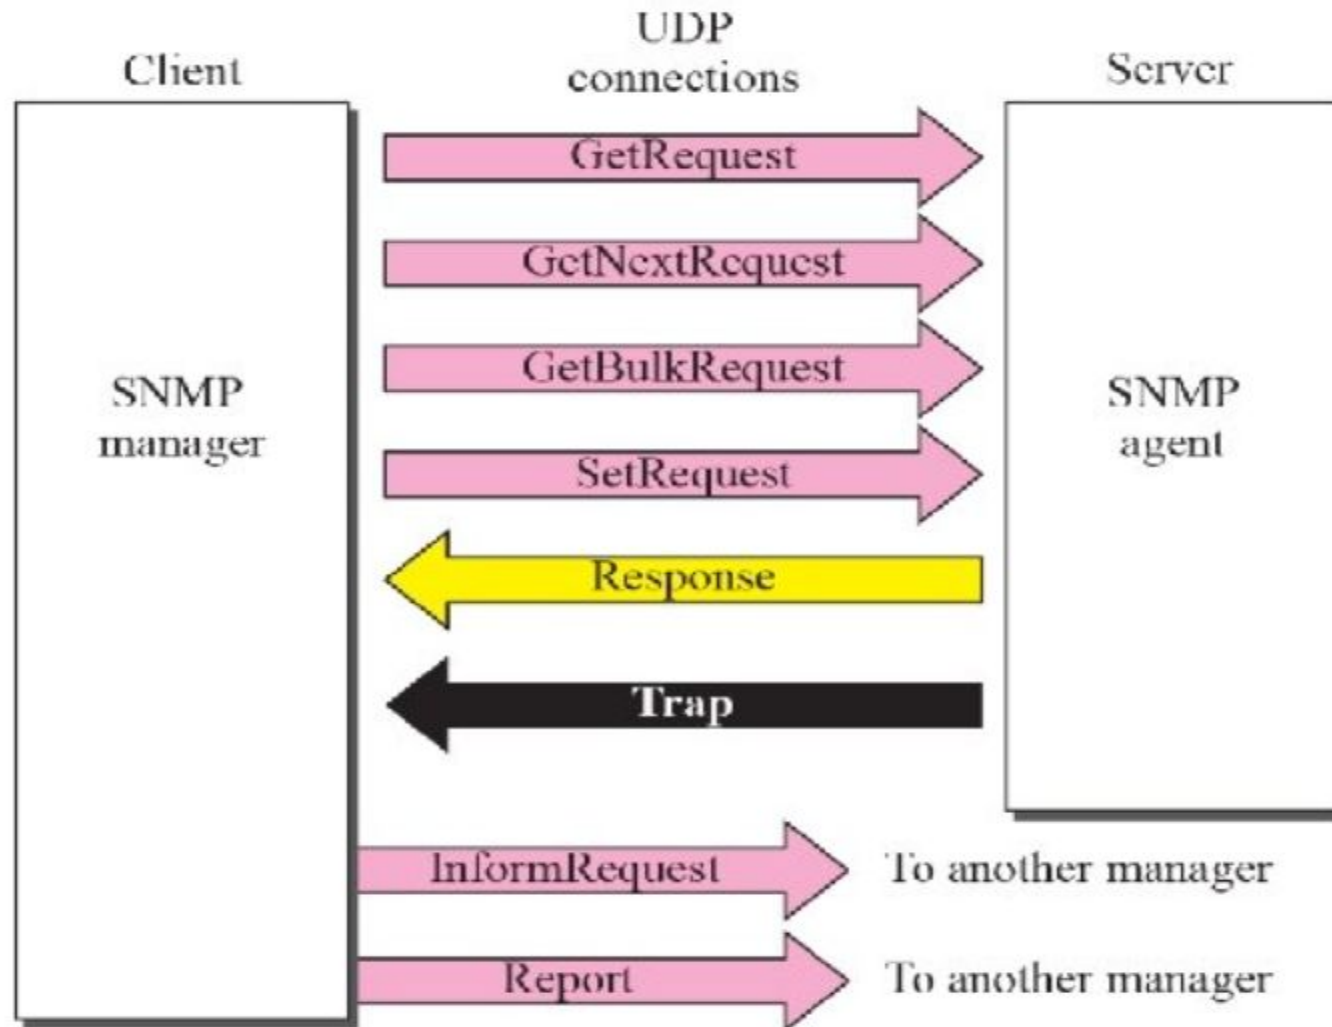 UDP
connections
Client
Server
GetRequest
GetNextRequest
GetBulkRequest
SetRequest
SNMP
manager
SNMP
agent
Response
Trap
InformRequest
To another manager
Report
To another manager